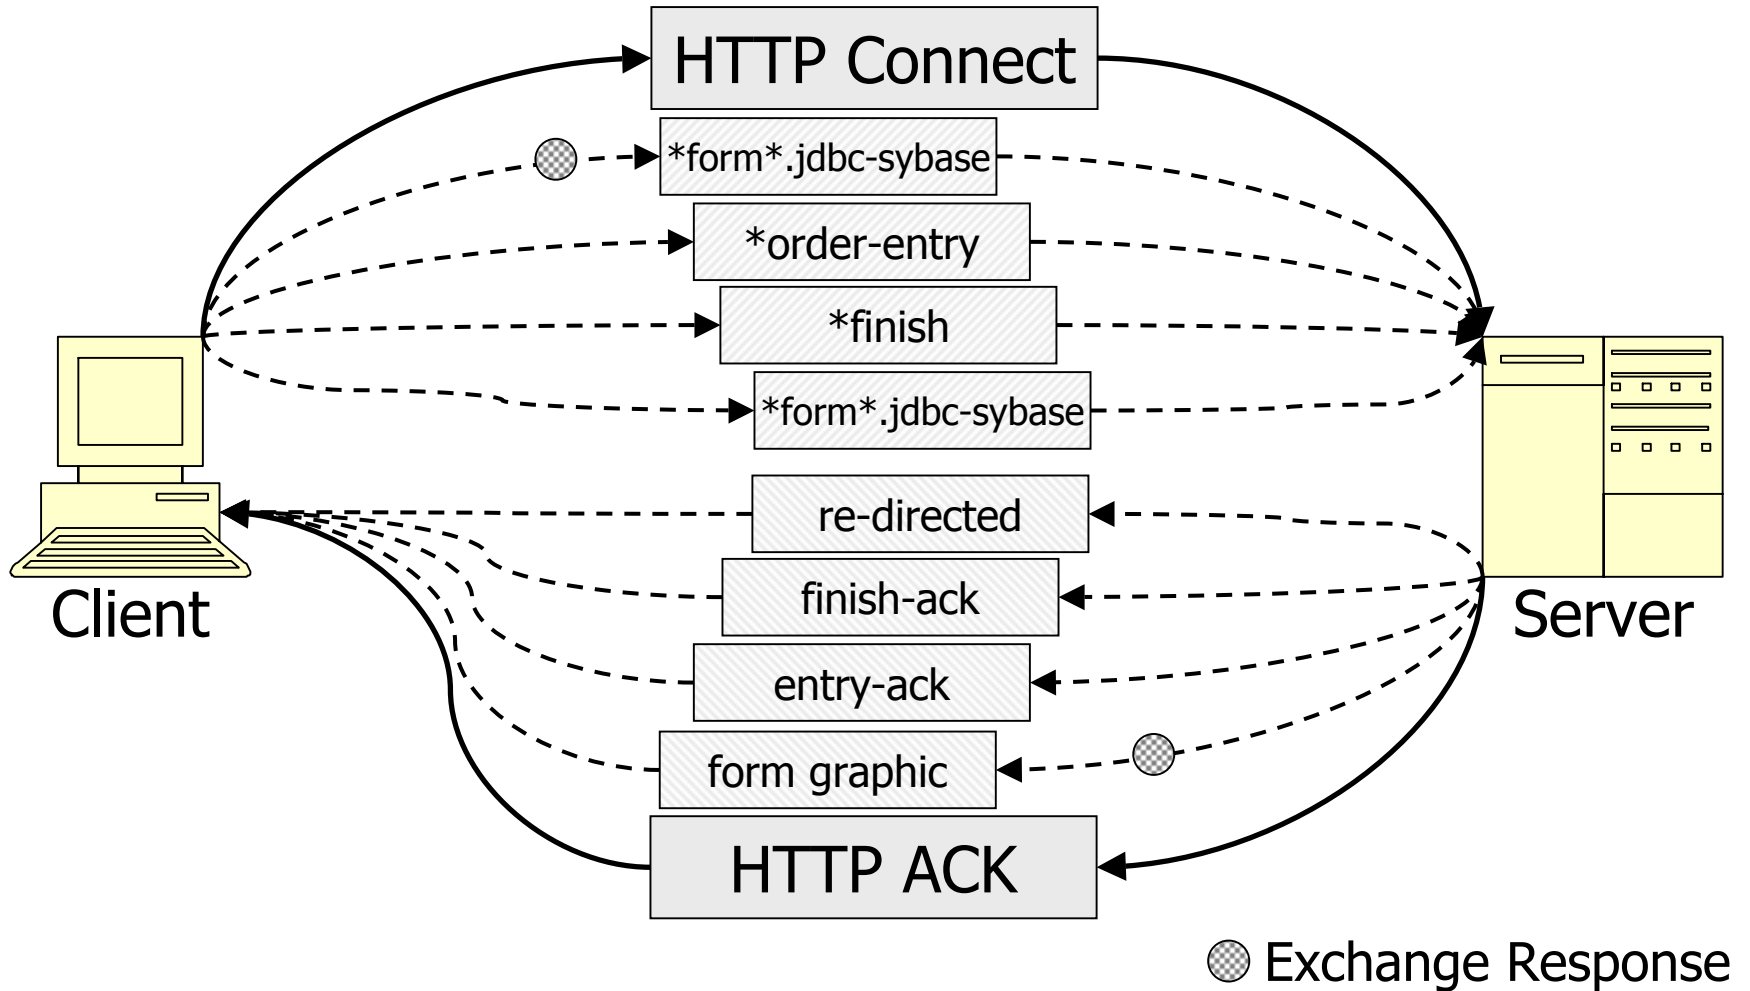 HTTP Connect
*form*.jdbc-sybase
*order-entry
*finish
*form*.jdbc-sybase
re-directed
finish-ack
entry-ack
form graphic
HTTP ACK
Client
Server
Exchange Response